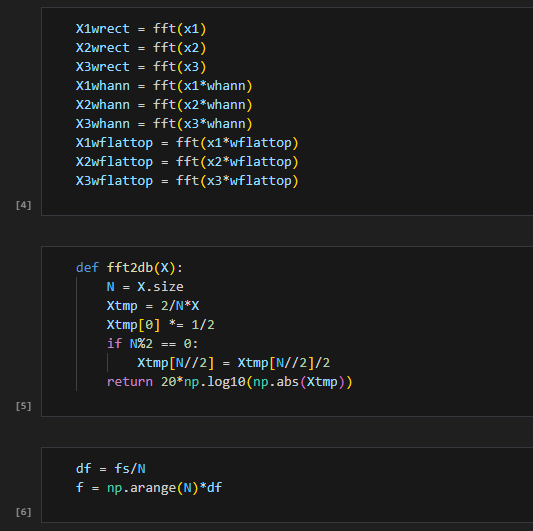 X1wrect = fft(x1)
X2wrect = fft(x2)
X3wrect = fft(x3)
X1whann = fft(x1*whann)
X2whann = fft(x2*whann)
X3whann = fft(x3*whann)
X1wflattop = fft(x1*wflattop)
X2wflattop = fft(x2*wflattop)
X3wflattop = fft(x3*wflattop)
[4]
def fft2db(X):
    N = X.size
    Xtmp = 2/N*X
    Xtmp[0] *= 1/2
    if N%2 == 0:
        Xtmp[N//2] = Xtmp[N//2]/2
    return 20*np.log10(np.abs(Xtmp))
[5]
df = fs/N
f = np.arange(N)*df
[6]